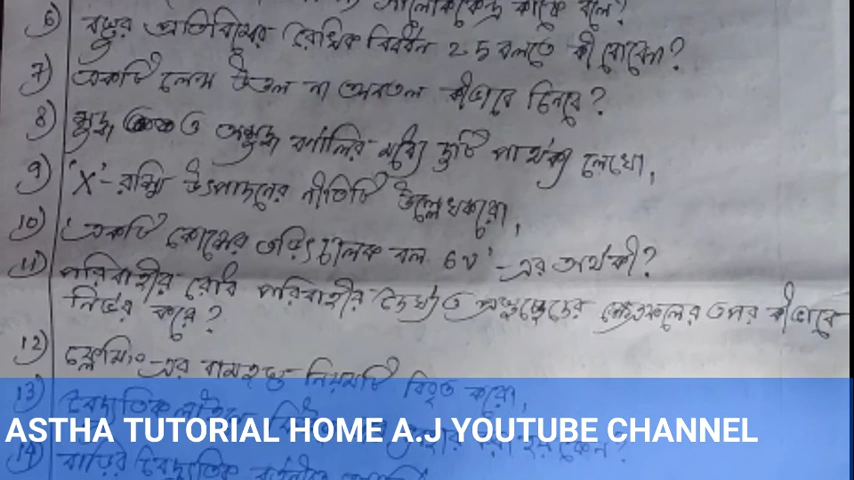 আলোককেন্দ্র কাকে বলে?
6) বস্তুর প্রতিবিম্বের রৈখিক বিবর্ধন 2.5 বলতে কী বোঝো?
7) একটি লেন্স উত্তল না অবতল কীভাবে চিনবে?
8) শুদ্ধ ও অশুদ্ধ বর্ণালির মধ্যে দুটি পার্থক্য লেখো,
9) 'X'-রশ্মি উৎপাদনের নীতিটি উল্লেখ করো,
10) 'একটি কোষের তড়িৎচালক বল 6V' -এর অর্থ কী?
11) পরিবাহীর রোধ পরিবাহীর দৈর্ঘ্য ও প্রস্থচ্ছেদের ক্ষেত্রফলের ওপর কীভাবে
নির্ভর করে?
12) ফ্লেমিং-এর বামহস্ত নিয়মটি বিবৃত করো,
13) বৈদ্যুতিক
ASTHA TUTORIAL HOME A.J YOUTUBE CHANNEL
14) বাড়ির বৈদ্যুতিক